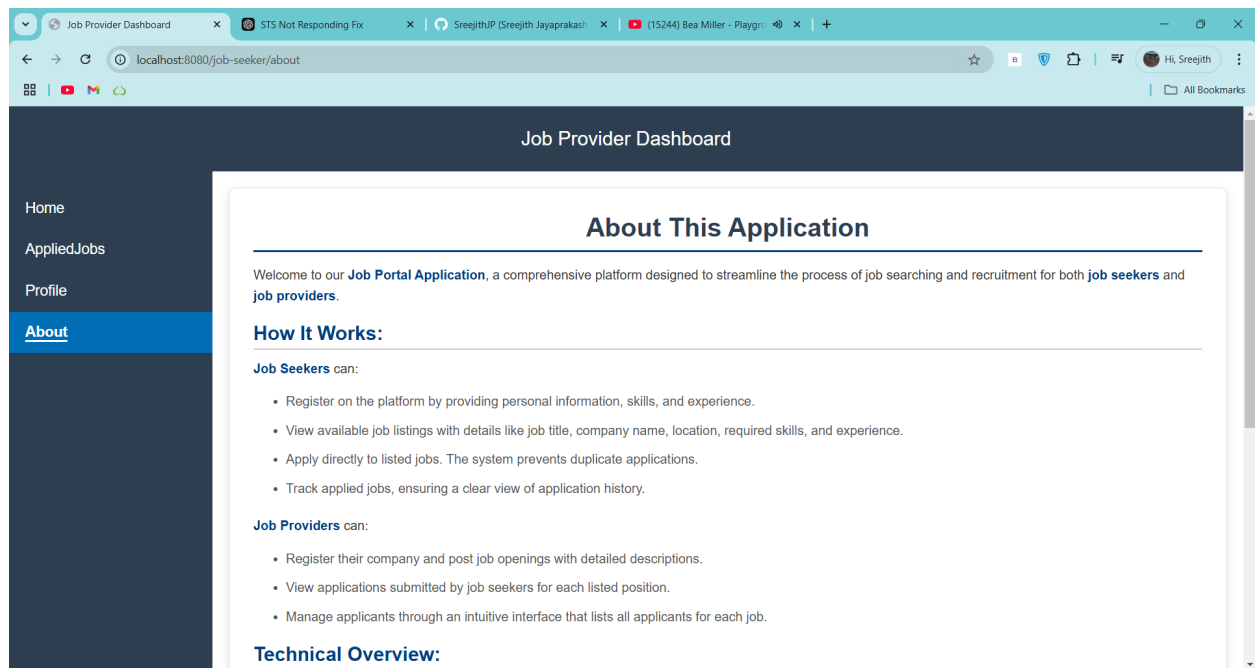 Job Provider Dashboard
STS Not Responding Fix
SreejithJP (Sreejith Jayaprakash
(15244) Bea Miller - Playgro
localhost:8080/job-seeker/about
B
Hi, Sreejith
All Bookmarks
Job Provider Dashboard
Home
AppliedJobs
Profile
About
About This Application
Welcome to our Job Portal Application, a comprehensive platform designed to streamline the process of job searching and recruitment for both job seekers and
job providers.
How It Works:
Job Seekers can:
• Register on the platform by providing personal information, skills, and experience.
• View available job listings with details like job title, company name, location, required skills, and experience.
• Apply directly to listed jobs. The system prevents duplicate applications.
• Track applied jobs, ensuring a clear view of application history.
Job Providers can:
• Register their company and post job openings with detailed descriptions.
• View applications submitted by job seekers for each listed position.
• Manage applicants through an intuitive interface that lists all applicants for each job.
Technical Overview: